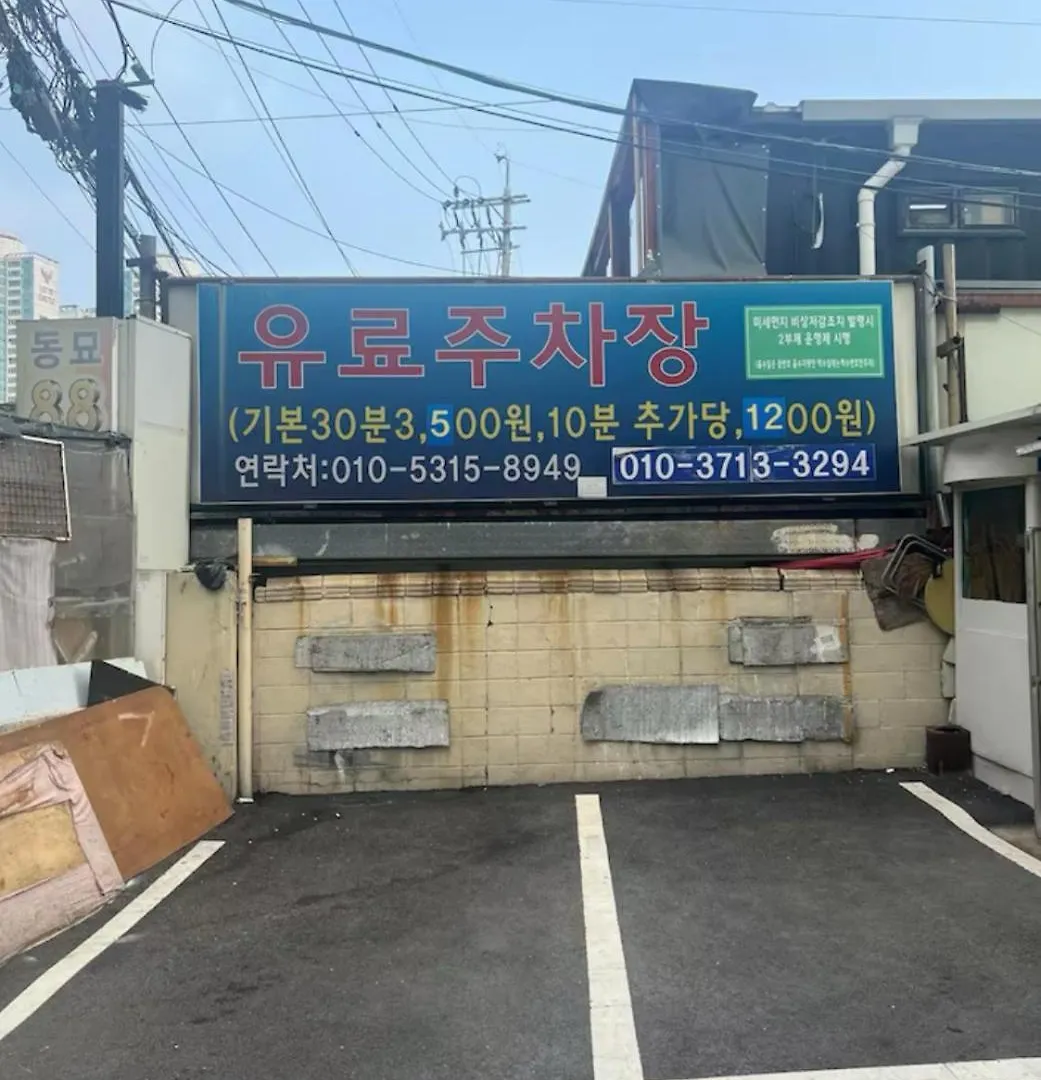 유료주차장
미세먼지 비상저감조치 발령시
2부제 운행제 시행
(기본30분3,500원,10분 추가당,1200원)
연락처:010-5315-8949 010-3713-3294
동묘
88